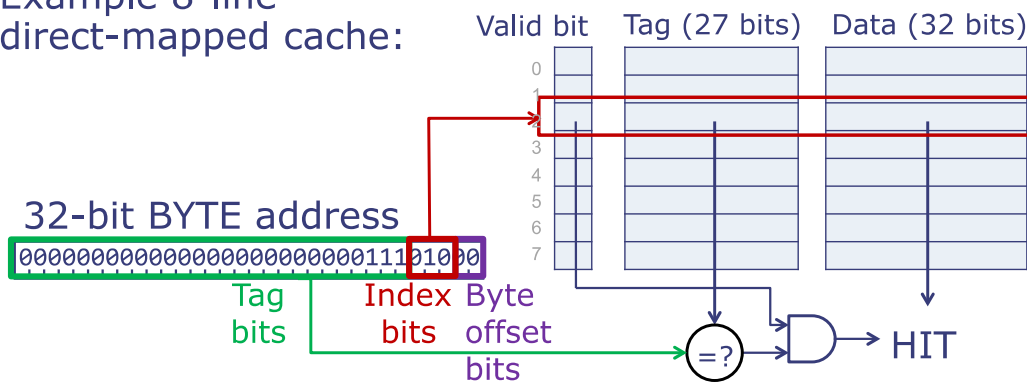 Example 8-line
direct-mapped cache:
Valid bit Tag (27 bits) Data (32 bits)
0
1
2
3
4
5
6
7
32-bit BYTE address
00000000000000000000000011101000
Tag bits
Index bits
Byte offset bits
=?
HIT